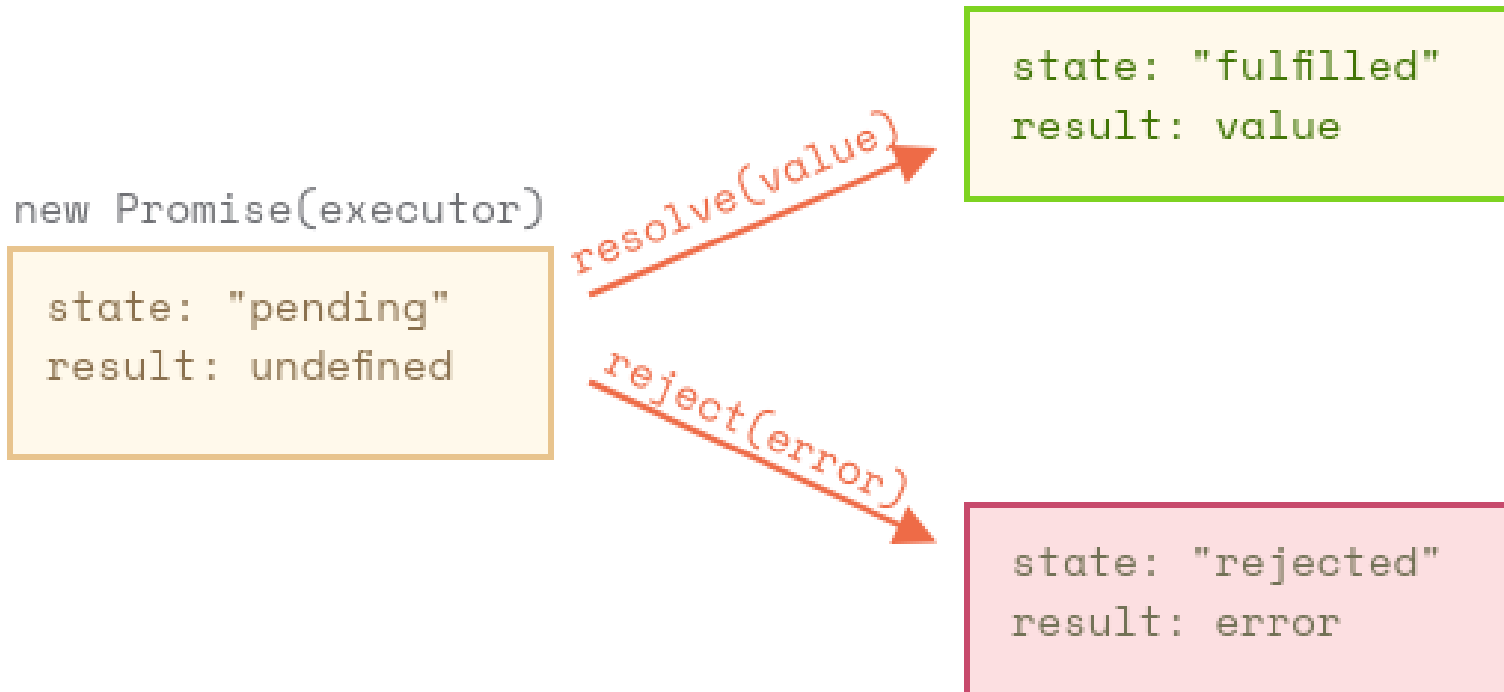 new Promise(executor)
state: "pending"
result: undefined
resolve(value)
reject(error)
state: "fulfilled"
result: value
state: "rejected"
result: error